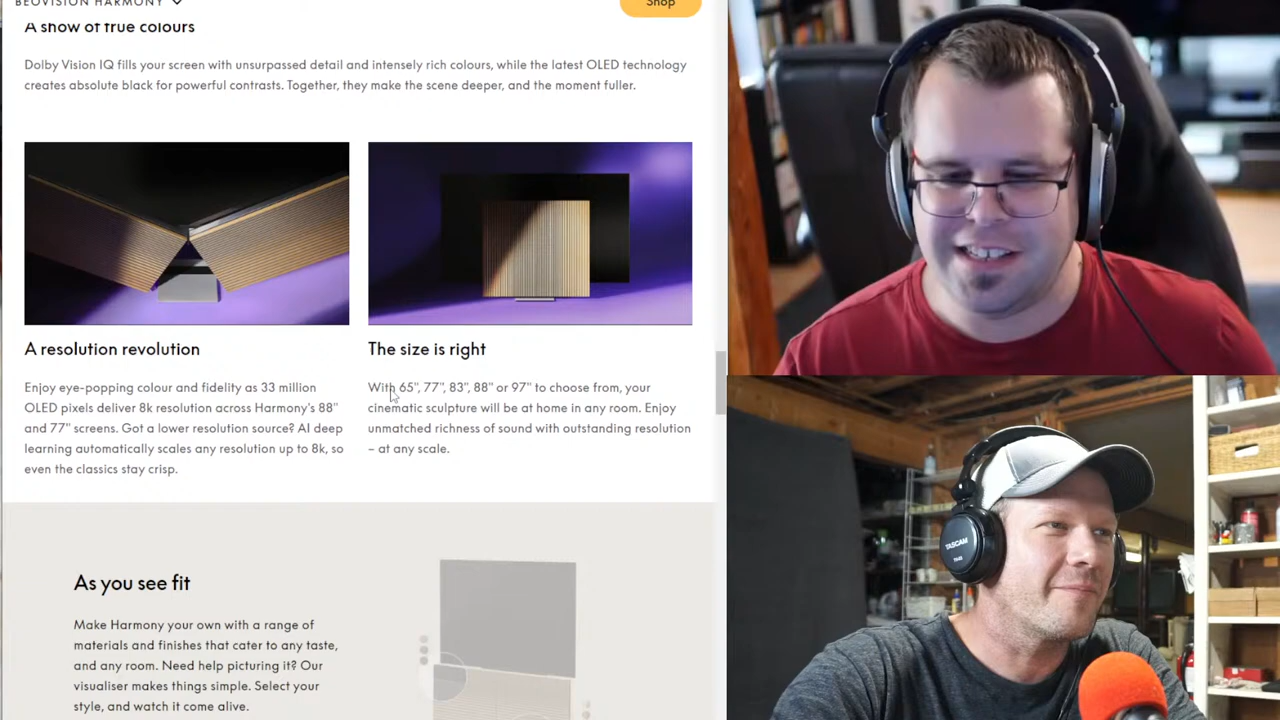 BEOVISION HARMONY
Shop
A show of true colours
Dolby Vision IQ fills your screen with unsurpassed detail and intensely rich colours, while the latest OLED technology
creates absolute black for powerful contrasts. Together, they make the scene deeper, and the moment fuller.
A resolution revolution
Enjoy eye-popping colour and fidelity as 33 million
OLED pixels deliver 8k resolution across Harmony's 88"
and 77" screens. Got a lower resolution source? AI deep
learning automatically scales any resolution up to 8k, so
even the classics stay crisp.
The size is right
With 65", 77", 83", 88" or 97" to choose from, your
cinematic sculpture will be at home in any room. Enjoy
unmatched richness of sound with outstanding resolution
– at any scale.
As you see fit
Make Harmony your own with a range of
materials and finishes that cater to any taste,
and any room. Need help picturing it? Our
visualiser makes things simple. Select your
style, and watch it come alive.
TASCAM